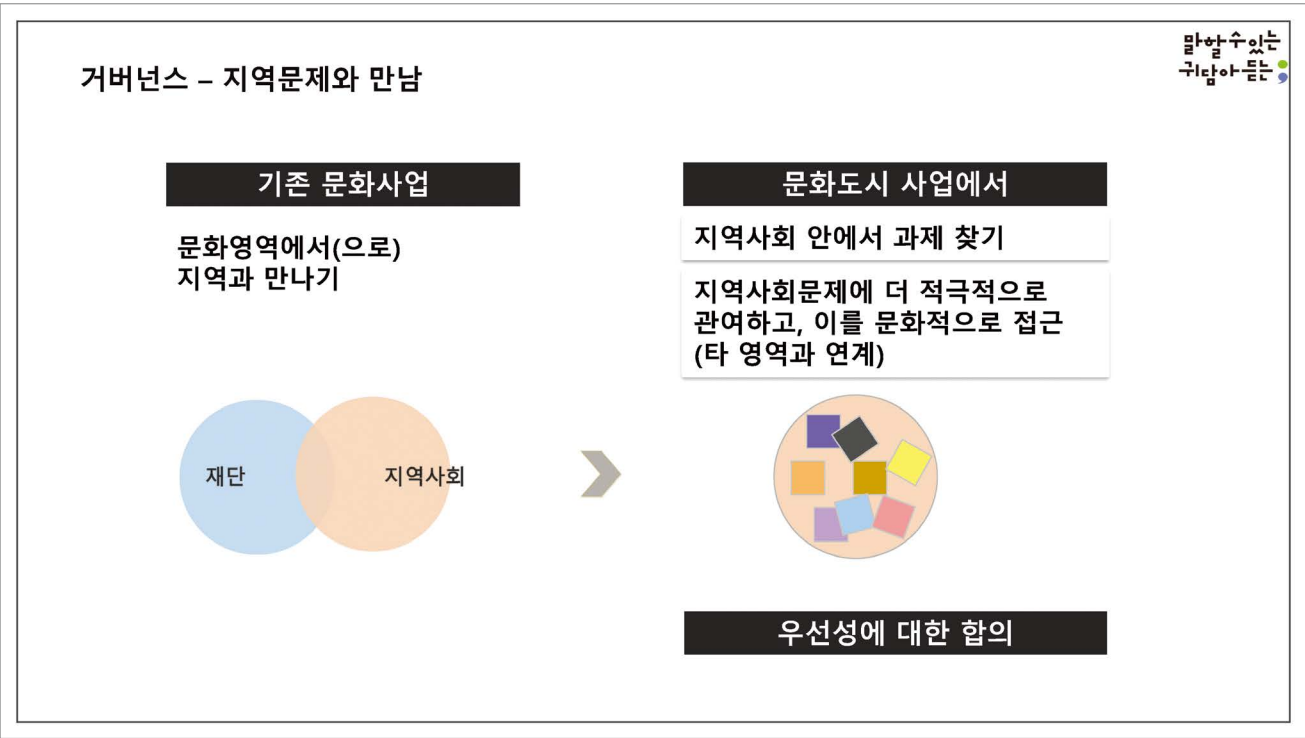 말할수있는
귀담아듣는
거버넌스 – 지역문제와 만남
기존 문화사업
문화영역에서(으로)
지역과 만나기
재단
지역사회
문화도시 사업에서
지역사회 안에서 과제 찾기
지역사회문제에 더 적극적으로
관여하고, 이를 문화적으로 접근
(타 영역과 연계)
우선성에 대한 합의